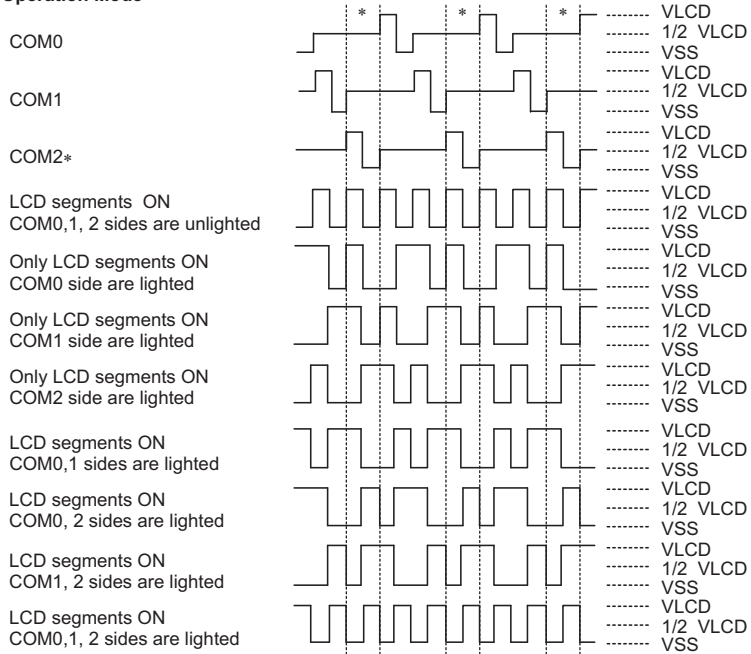 * * * VLCD
COM0 1/2 VLCD
VSS
VLCD
COM1 1/2 VLCD
VSS
VLCD
COM2* 1/2 VLCD
VSS
LCD segments ON VLCD
COM0,1, 2 sides are unlighted 1/2 VLCD
VSS
Only LCD segments ON VLCD
COM0 side are lighted 1/2 VLCD
VSS
Only LCD segments ON VLCD
COM1 side are lighted 1/2 VLCD
VSS
Only LCD segments ON VLCD
COM2 side are lighted 1/2 VLCD
VSS
LCD segments ON VLCD
COM0,1 sides are lighted 1/2 VLCD
VSS
LCD segments ON VLCD
COM0, 2 sides are lighted 1/2 VLCD
VSS
LCD segments ON VLCD
COM1, 2 sides are lighted 1/2 VLCD
VSS
LCD segments ON VLCD
COM0,1, 2 sides are lighted 1/2 VLCD
VSS